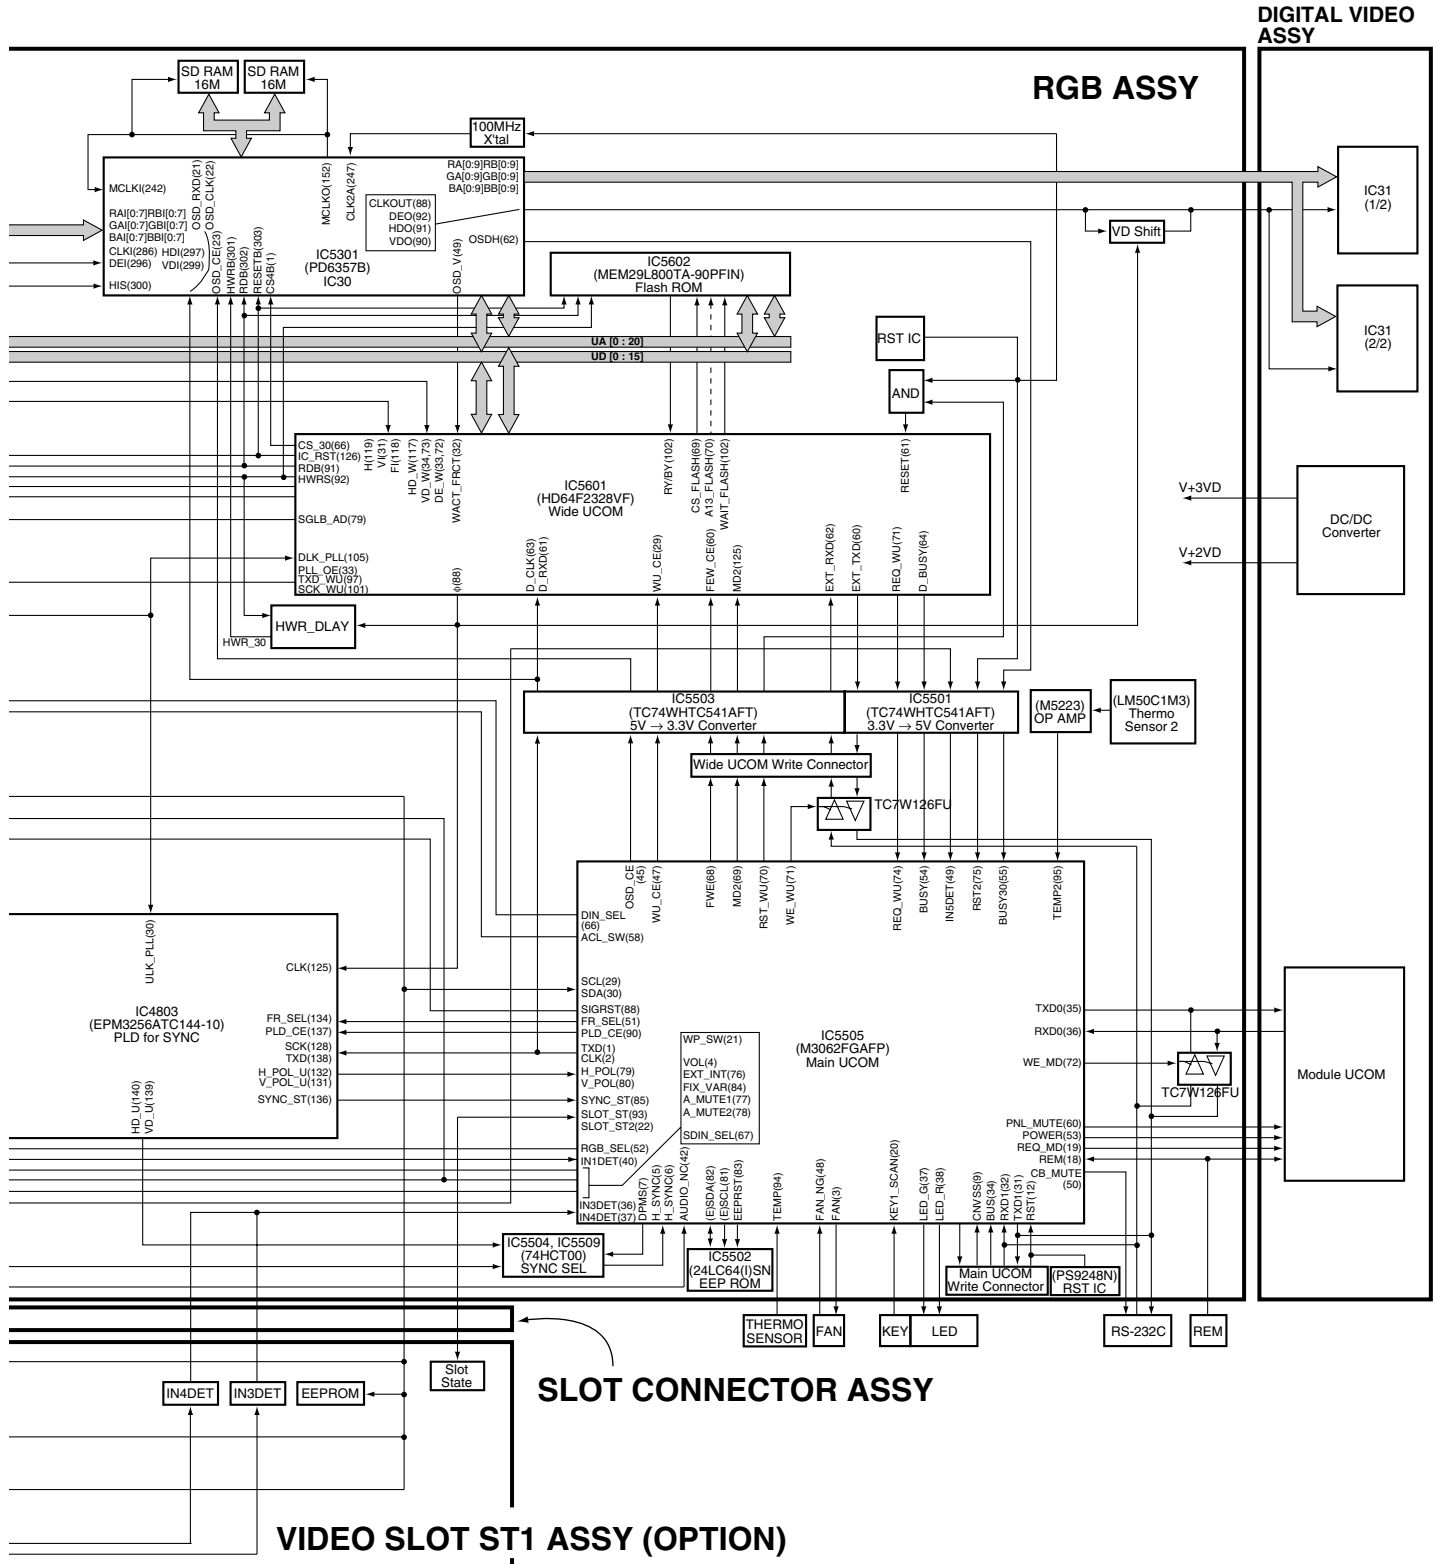 DIGITAL VIDEO
ASSY
RGB ASSY
SD RAM
16M
SD RAM
16M
100MHz
X'tal
MCLKI(242)
OSD_RXD(21)
OSD_CLK(22)
MCLKO(152)
CLK2A(247)
RA[0:9]RB[0:9]
GA[0:9]GB[0:9]
BA[0:9]BB[0:9]
RAI[0:7]RBI[0:7]
GAI[0:7]GBI[0:7]
BAI[0:7]BBI[0:7]
CLKOUT(88)
DEO(92)
HDO(91)
VDO(90)
CLKI(286)
HDI(297)
DEI(296)
VDI(299)
HIS(300)
OSD_CE(23)
HWRB(301)
RDB(302)
RESETB(303)
CS4B(1)
IC5301
(PD6357B)
IC30
OSD_V(49)
OSDH(62)
IC31
(1/2)
VD Shift
IC5602
(MEM29L800TA-90PFIN)
Flash ROM
IC31
(2/2)
UA [0 : 20]
UD [0 : 15]
RST IC
AND
CS_30(66)
IC_RST(126)
RDB(91)
HWRS(92)
H(119)
VI(31)
FI(118)
HD_W(117)
VD_W(34,73)
DE_W(33,72)
WACT_FRCT(32)
RY/BY(102)
CS_FLASH(69)
A13_FLASH(70)
WAIT_FLASH(102)
RESET(61)
IC5601
(HD64F2328VF)
Wide UCOM
V+3VD
DC/DC
Converter
V+2VD
SGLB_AD(79)
DLK_PLL(105)
PLL_OE(33)
TXD_WU(97)
SCK_WU(101)
φ(88)
D_CLK(63)
D_RXD(61)
WU_CE(29)
FEW_CE(60)
MD2(125)
EXT_RXD(62)
EXT_TXD(60)
REQ_WU(71)
D_BUSY(64)
HWR_DLAY
HWR_30
IC5503
(TC74WHTC541AFT)
5V → 3.3V Converter
IC5501
(TC74WHTC541AFT)
3.3V → 5V Converter
(M5223)
OP AMP
(LM50C1M3)
Thermo
Sensor 2
Wide UCOM Write Connector
TC7W126FU
OSD_CE
(45)
WU_CE(47)
FWE(68)
MD2(69)
RST_WU(70)
WE_WU(71)
REQ_WU(74)
BUSY(54)
IN5DET(49)
RST2(75)
BUSY30(55)
TEMP2(95)
DIN_SEL
(66)
ACL_SW(58)
ULK_PLL(30)
CLK(125)
SCL(29)
SDA(30)
IC4803
(EPM3256ATC144-10)
PLD for SYNC
FR_SEL(134)
PLD_CE(137)
SCK(128)
TXD(138)
H_POL_U(132)
V_POL_U(131)
SYNC_ST(136)
HD_U(140)
VD_U(139)
SIGRST(88)
FR_SEL(51)
PLD_CE(90)
TXD(1)
CLK(2)
H_POL(79)
V_POL(80)
SYNC_ST(85)
SLOT_ST(93)
SLOT_ST2(22)
RGB_SEL(52)
IN1DET(40)
IN3DET(36)
IN4DET(37)
WP_SW(21)
VOL(4)
EXT_INT(76)
FIX_VAR(84)
A_MUTE1(77)
A_MUTE2(78)
SDIN_SEL(67)
IC5505
(M3062FGAFP)
Main UCOM
TXD0(35)
RXD0(36)
WE_MD(72)
TC7W126FU
Module UCOM
PNL_MUTE(60)
POWER(53)
REQ_MD(19)
REM(18)
CB_MUTE
(50)
DPMS(7)
H_SYNC(5)
H_SYNC(6)
AUDIO_NC(42)
(E)SDA(82)
(E)SCL(81)
EEPRST(83)
TEMP(94)
FAN_NG(48)
FAN(3)
KEY1_SCAN(20)
LED_G(37)
LED_R(38)
CNVSS(9)
BUS(34)
RXD1(32)
TXD1(31)
RST(12)
IC5504, IC5509
(74HCT00)
SYNC SEL
IC5502
(24LC64(I)SN
EEP ROM
Main UCOM
Write Connector
(PS9248N)
RST IC
THERMO
SENSOR
FAN
KEY
LED
RS-232C
REM
Slot
State
SLOT CONNECTOR ASSY
IN4DET
IN3DET
EEPROM
VIDEO SLOT ST1 ASSY (OPTION)